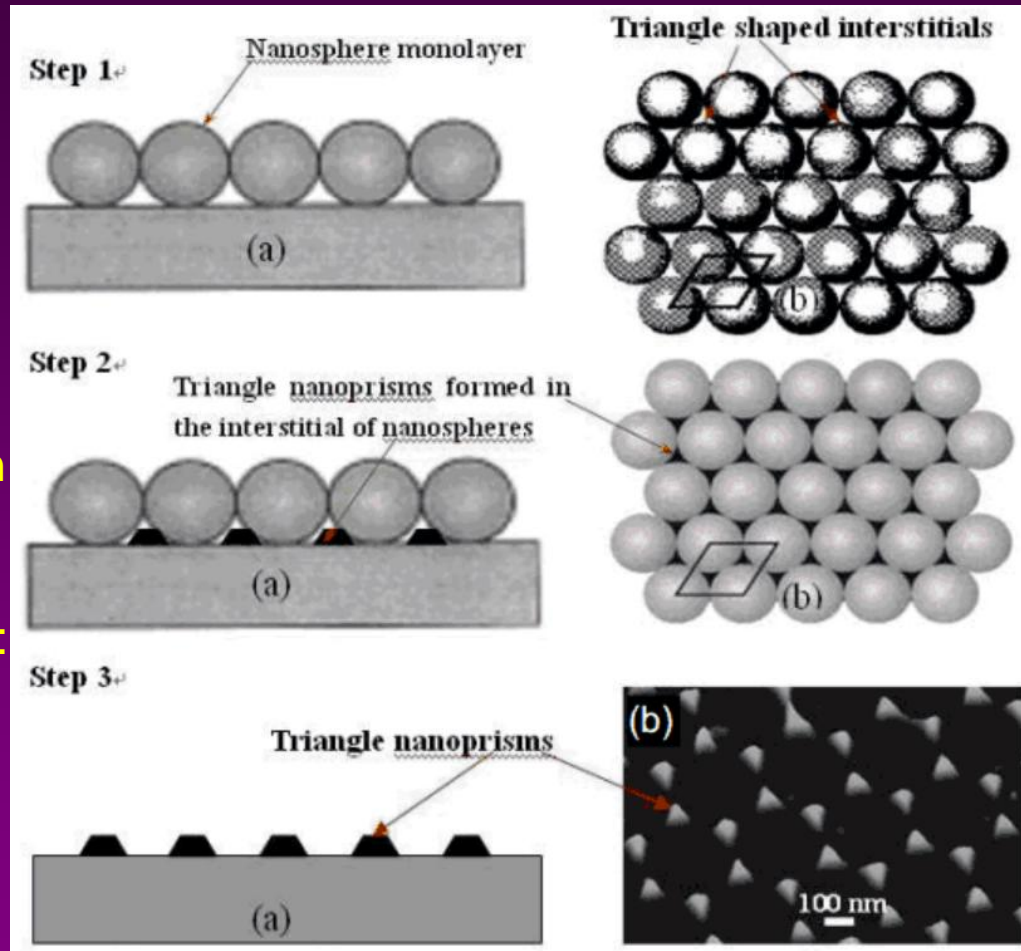 Step 1↵
Nanosphere monolayer
(a)
Triangle shaped interstitials
(b)
Step 2↵
Triangle nanoprisms formed in
the interstitial of nanospheres
(a)
(b)
Step 3↵
Triangle nanoprisms
(a)
(b)
100 nm